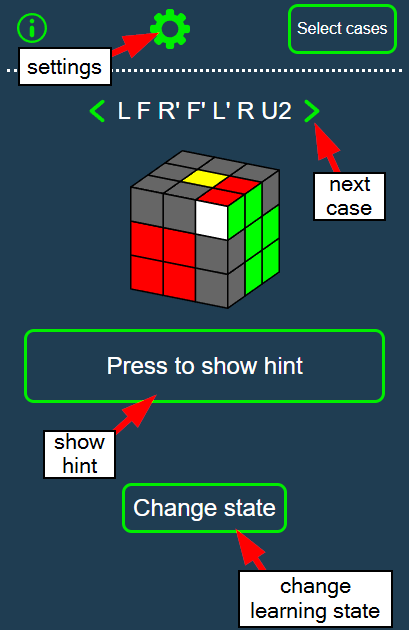 Select cases
settings
L F R' F' L' R U2
next
case
Press to show hint
show
hint
Change state
change
learning state